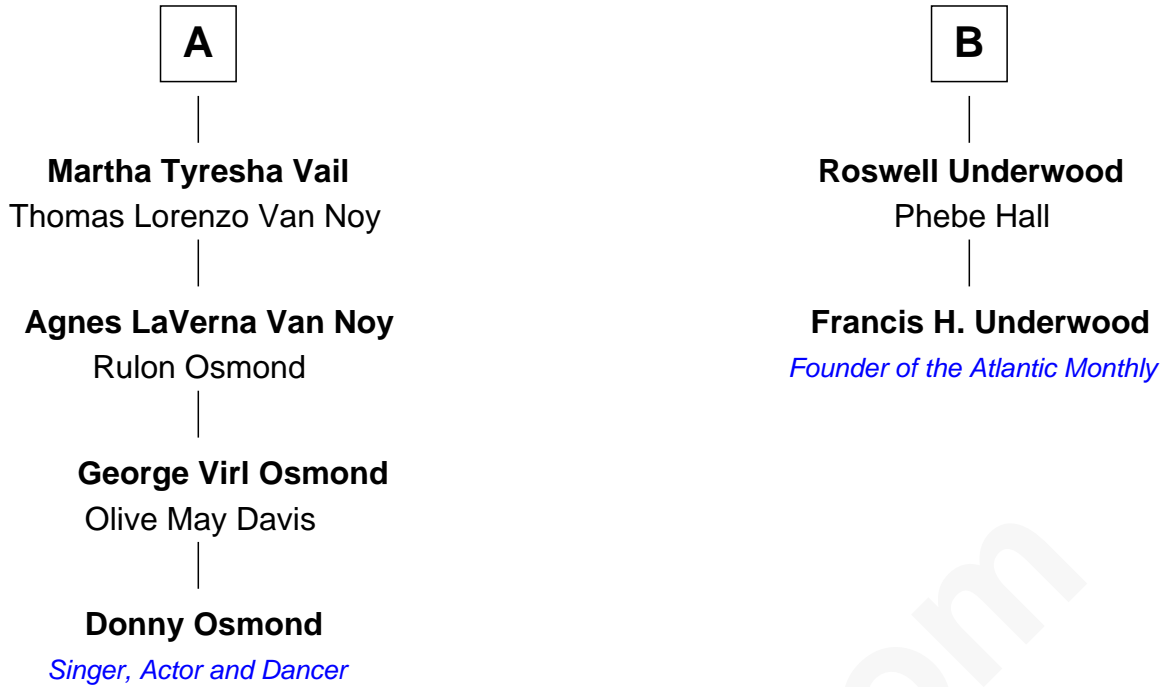 A
Martha Tyresha Vail
Thomas Lorenzo Van Noy
Agnes LaVerna Van Noy
Rulon Osmond
George Virl Osmond
Olive May Davis
Donny Osmond
Singer, Actor and Dancer
B
Roswell Underwood
Phebe Hall
Francis H. Underwood
Founder of the Atlantic Monthly
om